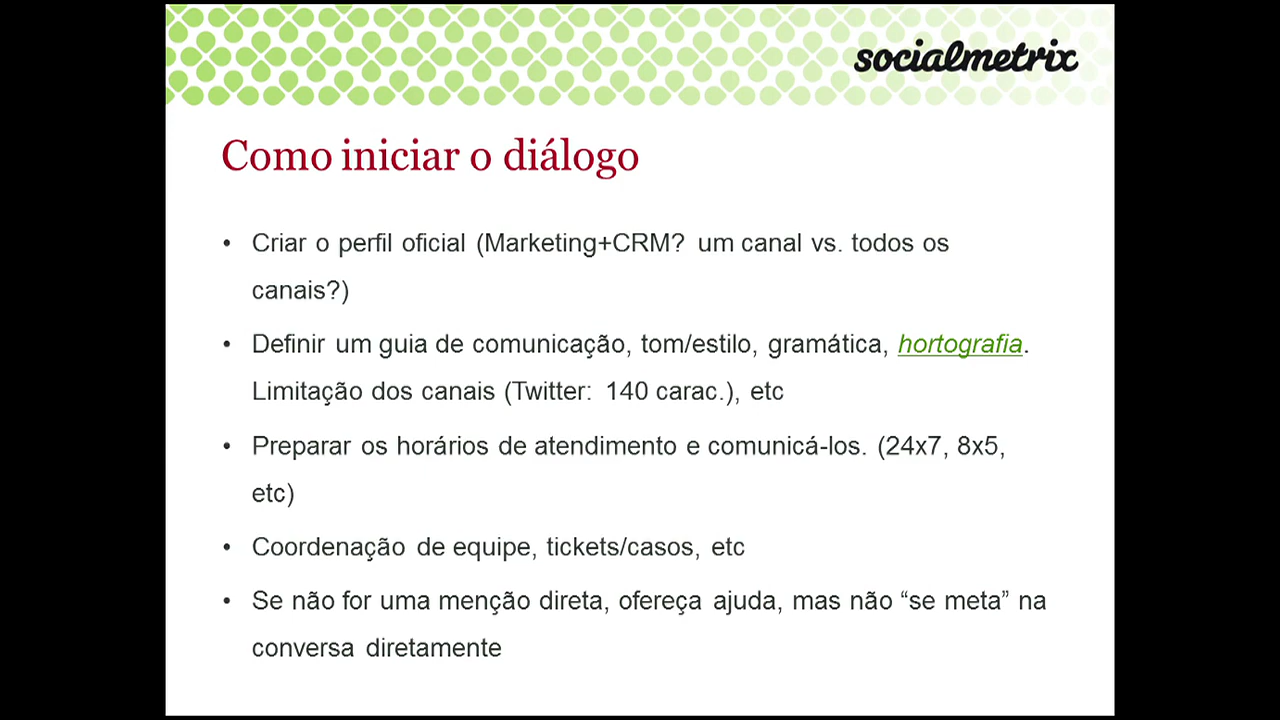 socialmetrix
Como iniciar o diálogo
• Criar o perfil oficial (Marketing+CRM? um canal vs. todos os
canais?)
• Definir um guia de comunicação, tom/estilo, gramática, hortografia.
Limitação dos canais (Twitter: 140 carac.), etc
• Preparar os horários de atendimento e comunicá-los. (24x7, 8x5,
etc)
• Coordenação de equipe, tickets/casos, etc
• Se não for uma menção direta, ofereça ajuda, mas não “se meta” na
conversa diretamente